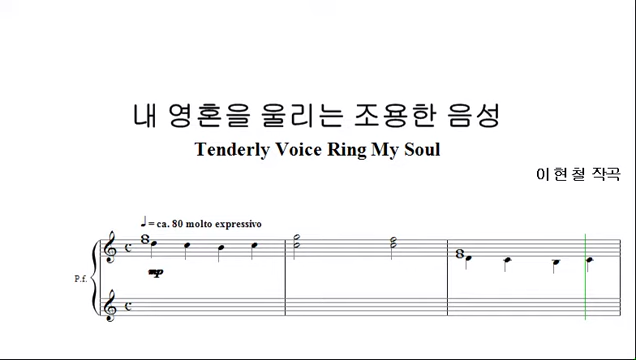 내 영혼을 울리는 조용한 음성
Tenderly Voice Ring My Soul
이현철 작곡
♩ = ca. 80 molto expressivo
mp
P.f.